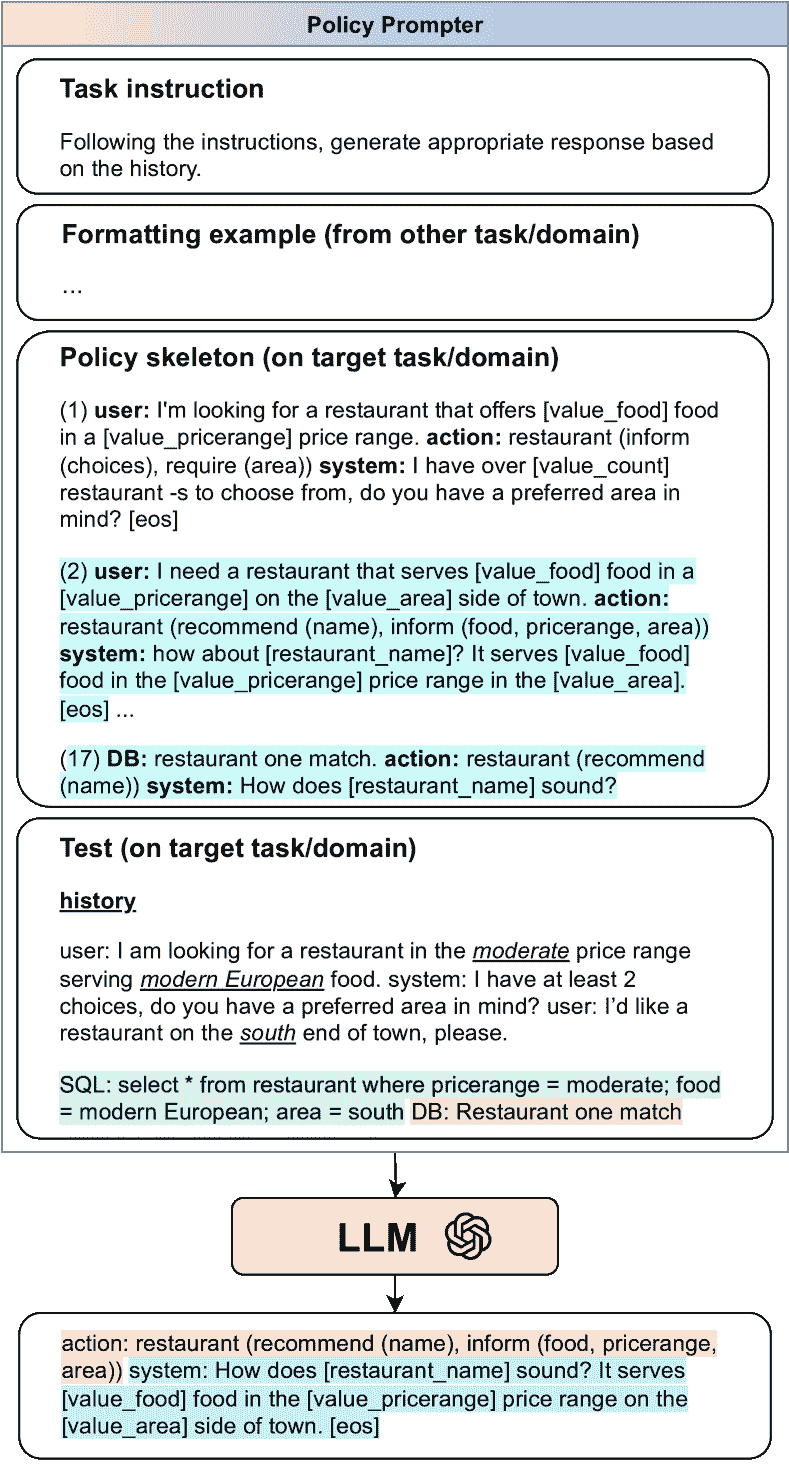 Policy Prompter
Task instruction
Following the instructions, generate appropriate response based
on the history.
Formatting example (from other task/domain)
...
Policy skeleton (on target task/domain)
(1) user: I'm looking for a restaurant that offers [value_food] food
in a [value_pricerange] price range. action: restaurant (inform
(choices), require (area)) system: I have over [value_count]
restaurant -s to choose from, do you have a preferred area in
mind? [eos]
(2) user: I need a restaurant that serves [value_food] food in a
[value_pricerange] on the [value_area] side of town. action:
restaurant (recommend (name), inform (food, pricerange, area))
system: how about [restaurant_name]? It serves [value_food]
food in the [value_pricerange] price range in the [value_area].
[eos] ...
(17) DB: restaurant one match. action: restaurant (recommend
(name)) system: How does [restaurant_name] sound?
Test (on target task/domain)
history
user: I am looking for a restaurant in the moderate price range
serving modern European food. system: I have at least 2
choices, do you have a preferred area in mind? user: I’d like a
restaurant on the south end of town, please.
SQL: select * from restaurant where pricerange = moderate; food
= modern European; area = south DB: Restaurant one match
LLM
action: restaurant (recommend (name), inform (food, pricerange,
area)) system: How does [restaurant_name] sound? It serves
[value_food] food in the [value_pricerange] price range on the
[value_area] side of town. [eos]